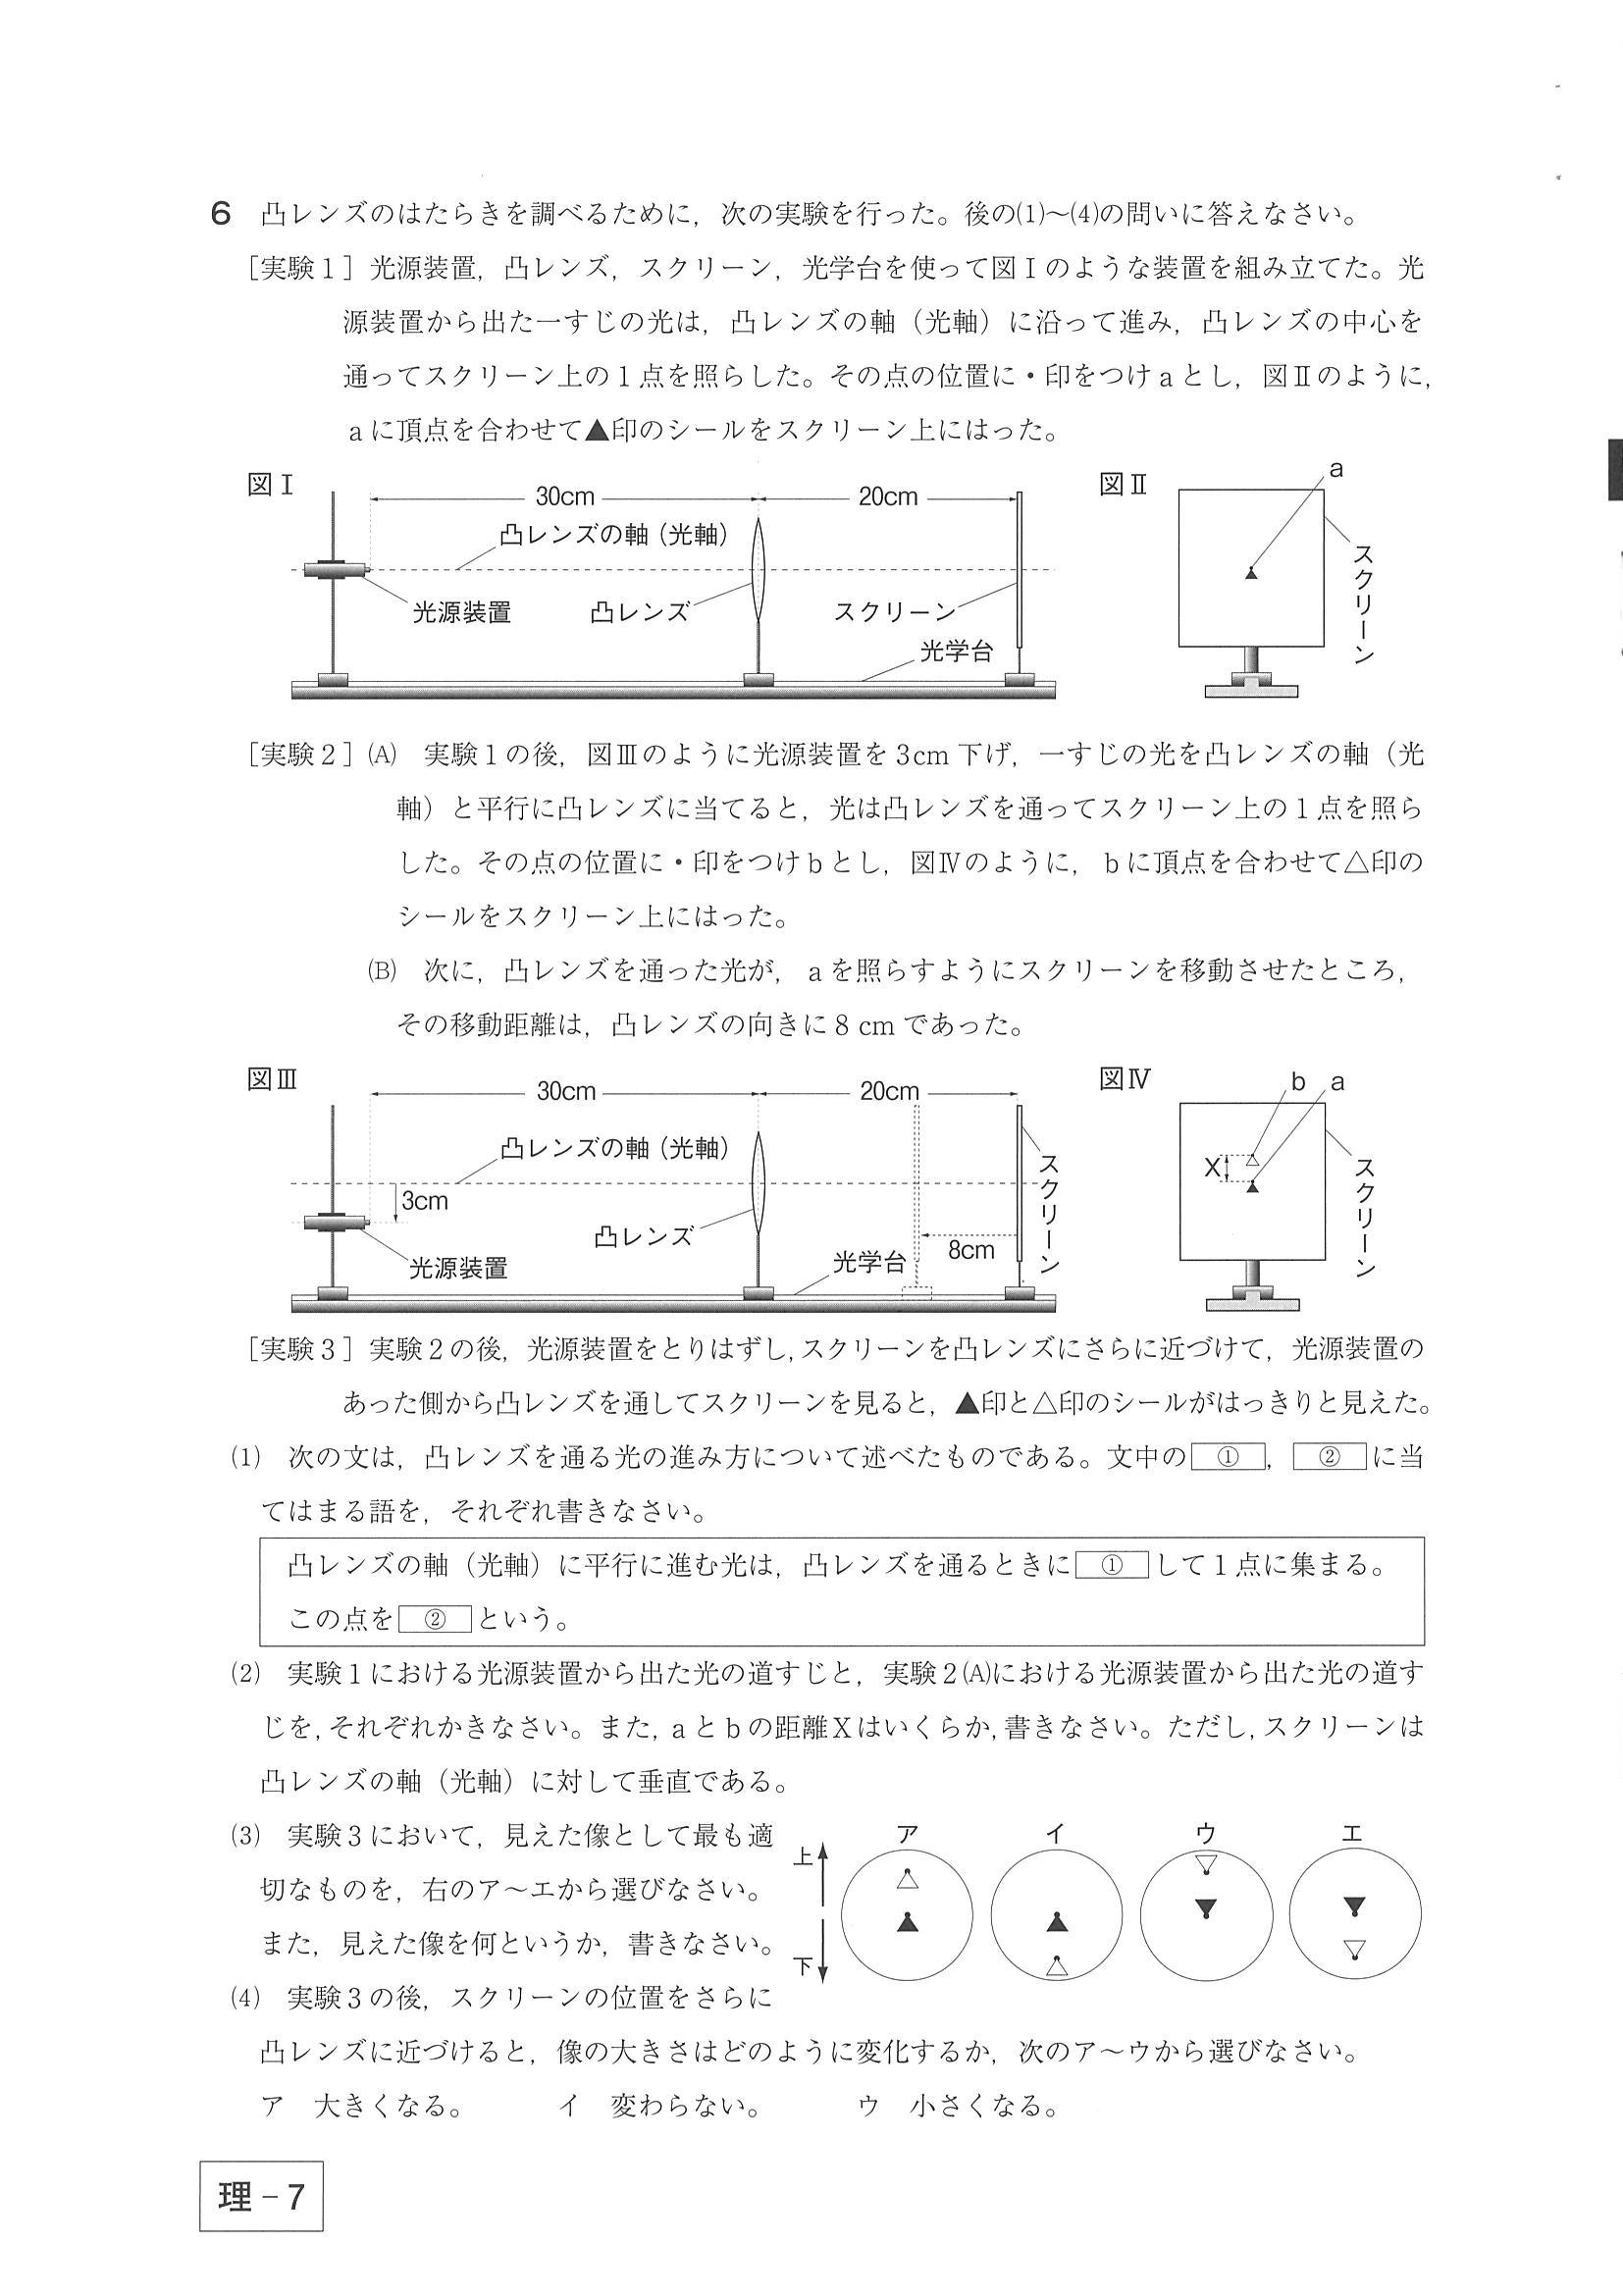 6 凸レンズのはたらきを調べるために，次の実験を行った。後の⑴～⑷の問いに答えなさい。
［実験１］光源装置，凸レンズ，スクリーン，光学台を使って図Ⅰのような装置を組み立てた。光
源装置から出た一すじの光は，凸レンズの軸（光軸）に沿って進み，凸レンズの中心を
通ってスクリーン上の１点を照らした。その点の位置に・印をつけａとし，図Ⅱのように，
ａに頂点を合わせて▲印のシールをスクリーン上にはった。
図Ⅰ
30cm
20cm
凸レンズの軸（光軸）
光源装置
凸レンズ
スクリーン
光学台
図Ⅱ
a
スクリーン
［実験２］(A) 実験１の後，図Ⅲのように光源装置を3cm下げ，一すじの光を凸レンズの軸（光
軸）と平行に凸レンズに当てると，光は凸レンズを通ってスクリーン上の１点を照ら
した。その点の位置に・印をつけｂとし，図Ⅳのように，ｂに頂点を合わせて△印の
シールをスクリーン上にはった。
(B) 次に，凸レンズを通った光が，ａを照らすようにスクリーンを移動させたところ，
その移動距離は，凸レンズの向きに８cmであった。
図Ⅲ
30cm
20cm
凸レンズの軸（光軸）
3cm
光源装置
凸レンズ
光学台
8cm
スクリーン
図Ⅳ
b
a
X
スクリーン
［実験３］実験２の後，光源装置をとりはずし，スクリーンを凸レンズにさらに近づけて，光源装置の
あった側から凸レンズを通してスクリーンを見ると，▲印と△印のシールがはっきりと見えた。
⑴ 次の文は，凸レンズを通る光の進み方について述べたものである。文中の①，②に当
てはまる語を，それぞれ書きなさい。
凸レンズの軸（光軸）に平行に進む光は，凸レンズを通るときに①して１点に集まる。
この点を②という。
⑵ 実験１における光源装置から出た光の道すじと，実験２(A)における光源装置から出た光の道す
じを，それぞれかきなさい。また，ａとｂの距離Ｘはいくらか，書きなさい。ただし，スクリーンは
凸レンズの軸（光軸）に対して垂直である。
⑶ 実験３において，見えた像として最も適
切なものを，右のア～エから選びなさい。
また，見えた像を何というか，書きなさい。
上
下
ア
イ
ウ
エ
⑷ 実験３の後，スクリーンの位置をさらに
凸レンズに近づけると，像の大きさはどのように変化するか，次のア～ウから選びなさい。
ア 大きくなる。 イ 変わらない。 ウ 小さくなる。
理－7